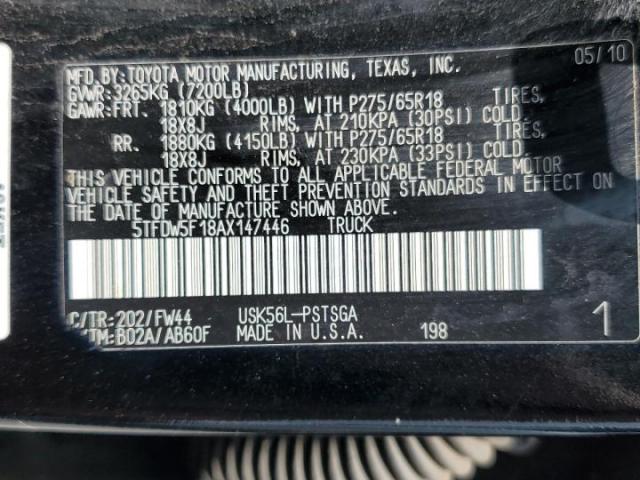 MFD. BY: TOYOTA MOTOR MANUFACTURING, TEXAS, INC. 05/10
GVWR: 3265KG (7200LB)
GAWR: FRT. 1810KG (4000LB) WITH P275/65R18 TIRES,
18X8J RIMS, AT 210KPA (30PSI) COLD
RR. 1880KG (4150LB) WITH P275/65R18 TIRES,
18X8J RIMS, AT 230KPA (33PSI) COLD
THIS VEHICLE CONFORMS TO ALL APPLICABLE FEDERAL MOTOR
VEHICLE SAFETY AND THEFT PREVENTION STANDARDS IN EFFECT ON
THE DATE OF MANUFACTURE SHOWN ABOVE.
5TFDW5F18AX147446 TRUCK
C/TR: 202/FW44 USK56L-PSTSGA
TM: B02A/AB60F MADE IN U.S.A. 198 1